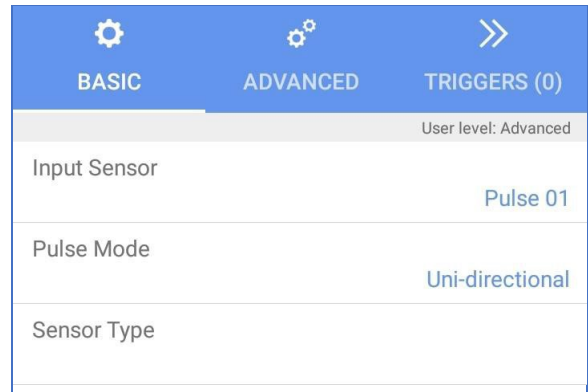 BASIC ADVANCED TRIGGERS (0)
User level: Advanced
Input Sensor
Pulse 01
Pulse Mode
Uni-directional
Sensor Type